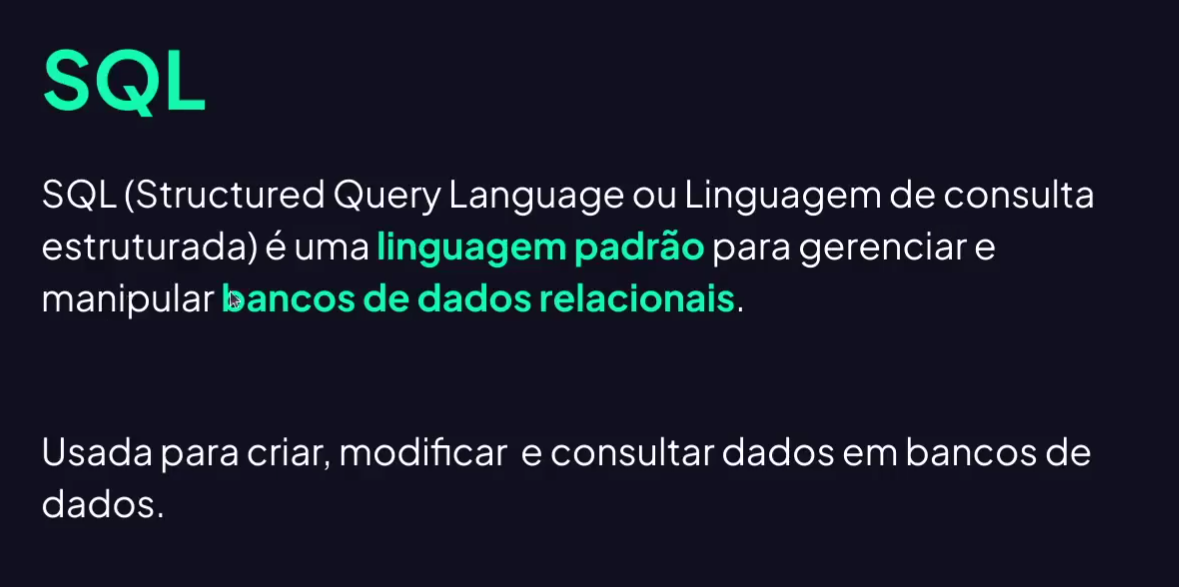 SQL
SQL (Structured Query Language ou Linguagem de consulta
estruturada) é uma linguagem padrão para gerenciar e
manipular bancos de dados relacionais.
Usada para criar, modificar e consultar dados em bancos de
dados.